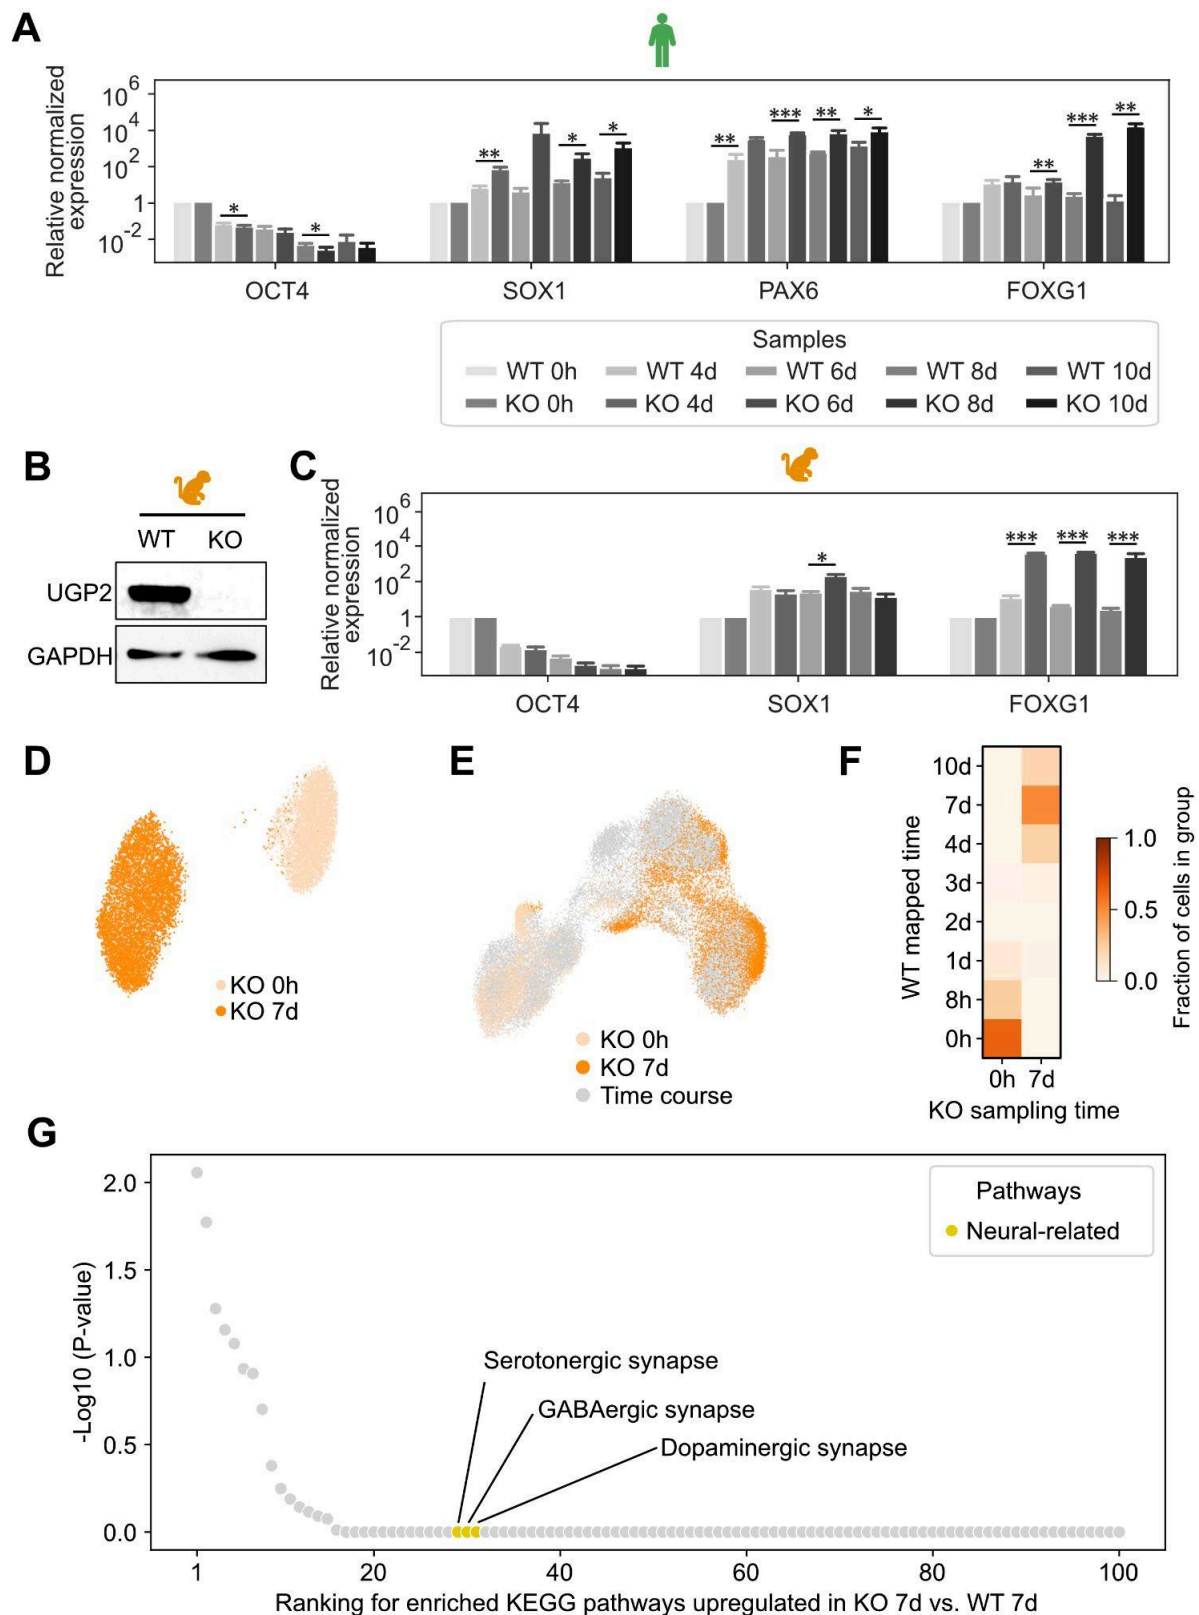 A
Relative normalized
expression
10^6
10^4
10^2
1
10^-2
*
*
**
*
*
**
***
**
*
**
***
**
OCT4 SOX1 PAX6 FOXG1
Samples
WT 0h WT 4d WT 6d WT 8d WT 10d
KO 0h KO 4d KO 6d KO 8d KO 10d
B
WT KO
UGP2
GAPDH
C
Relative normalized
expression
10^6
10^4
10^2
1
10^-2
*
***
***
***
OCT4 SOX1 FOXG1
D
KO 0h
KO 7d
E
KO 0h
KO 7d
Time course
F
WT mapped time
10d
7d
4d
3d
2d
1d
8h
0h
0h 7d
KO sampling time
1.0
0.5
0.0
Fraction of cells in group
G
-Log10 (P-value)
2.0
1.5
1.0
0.5
0.0
Pathways
Neural-related
Serotonergic synapse
GABAergic synapse
Dopaminergic synapse
1 20 40 60 80 100
Ranking for enriched KEGG pathways upregulated in KO 7d vs. WT 7d